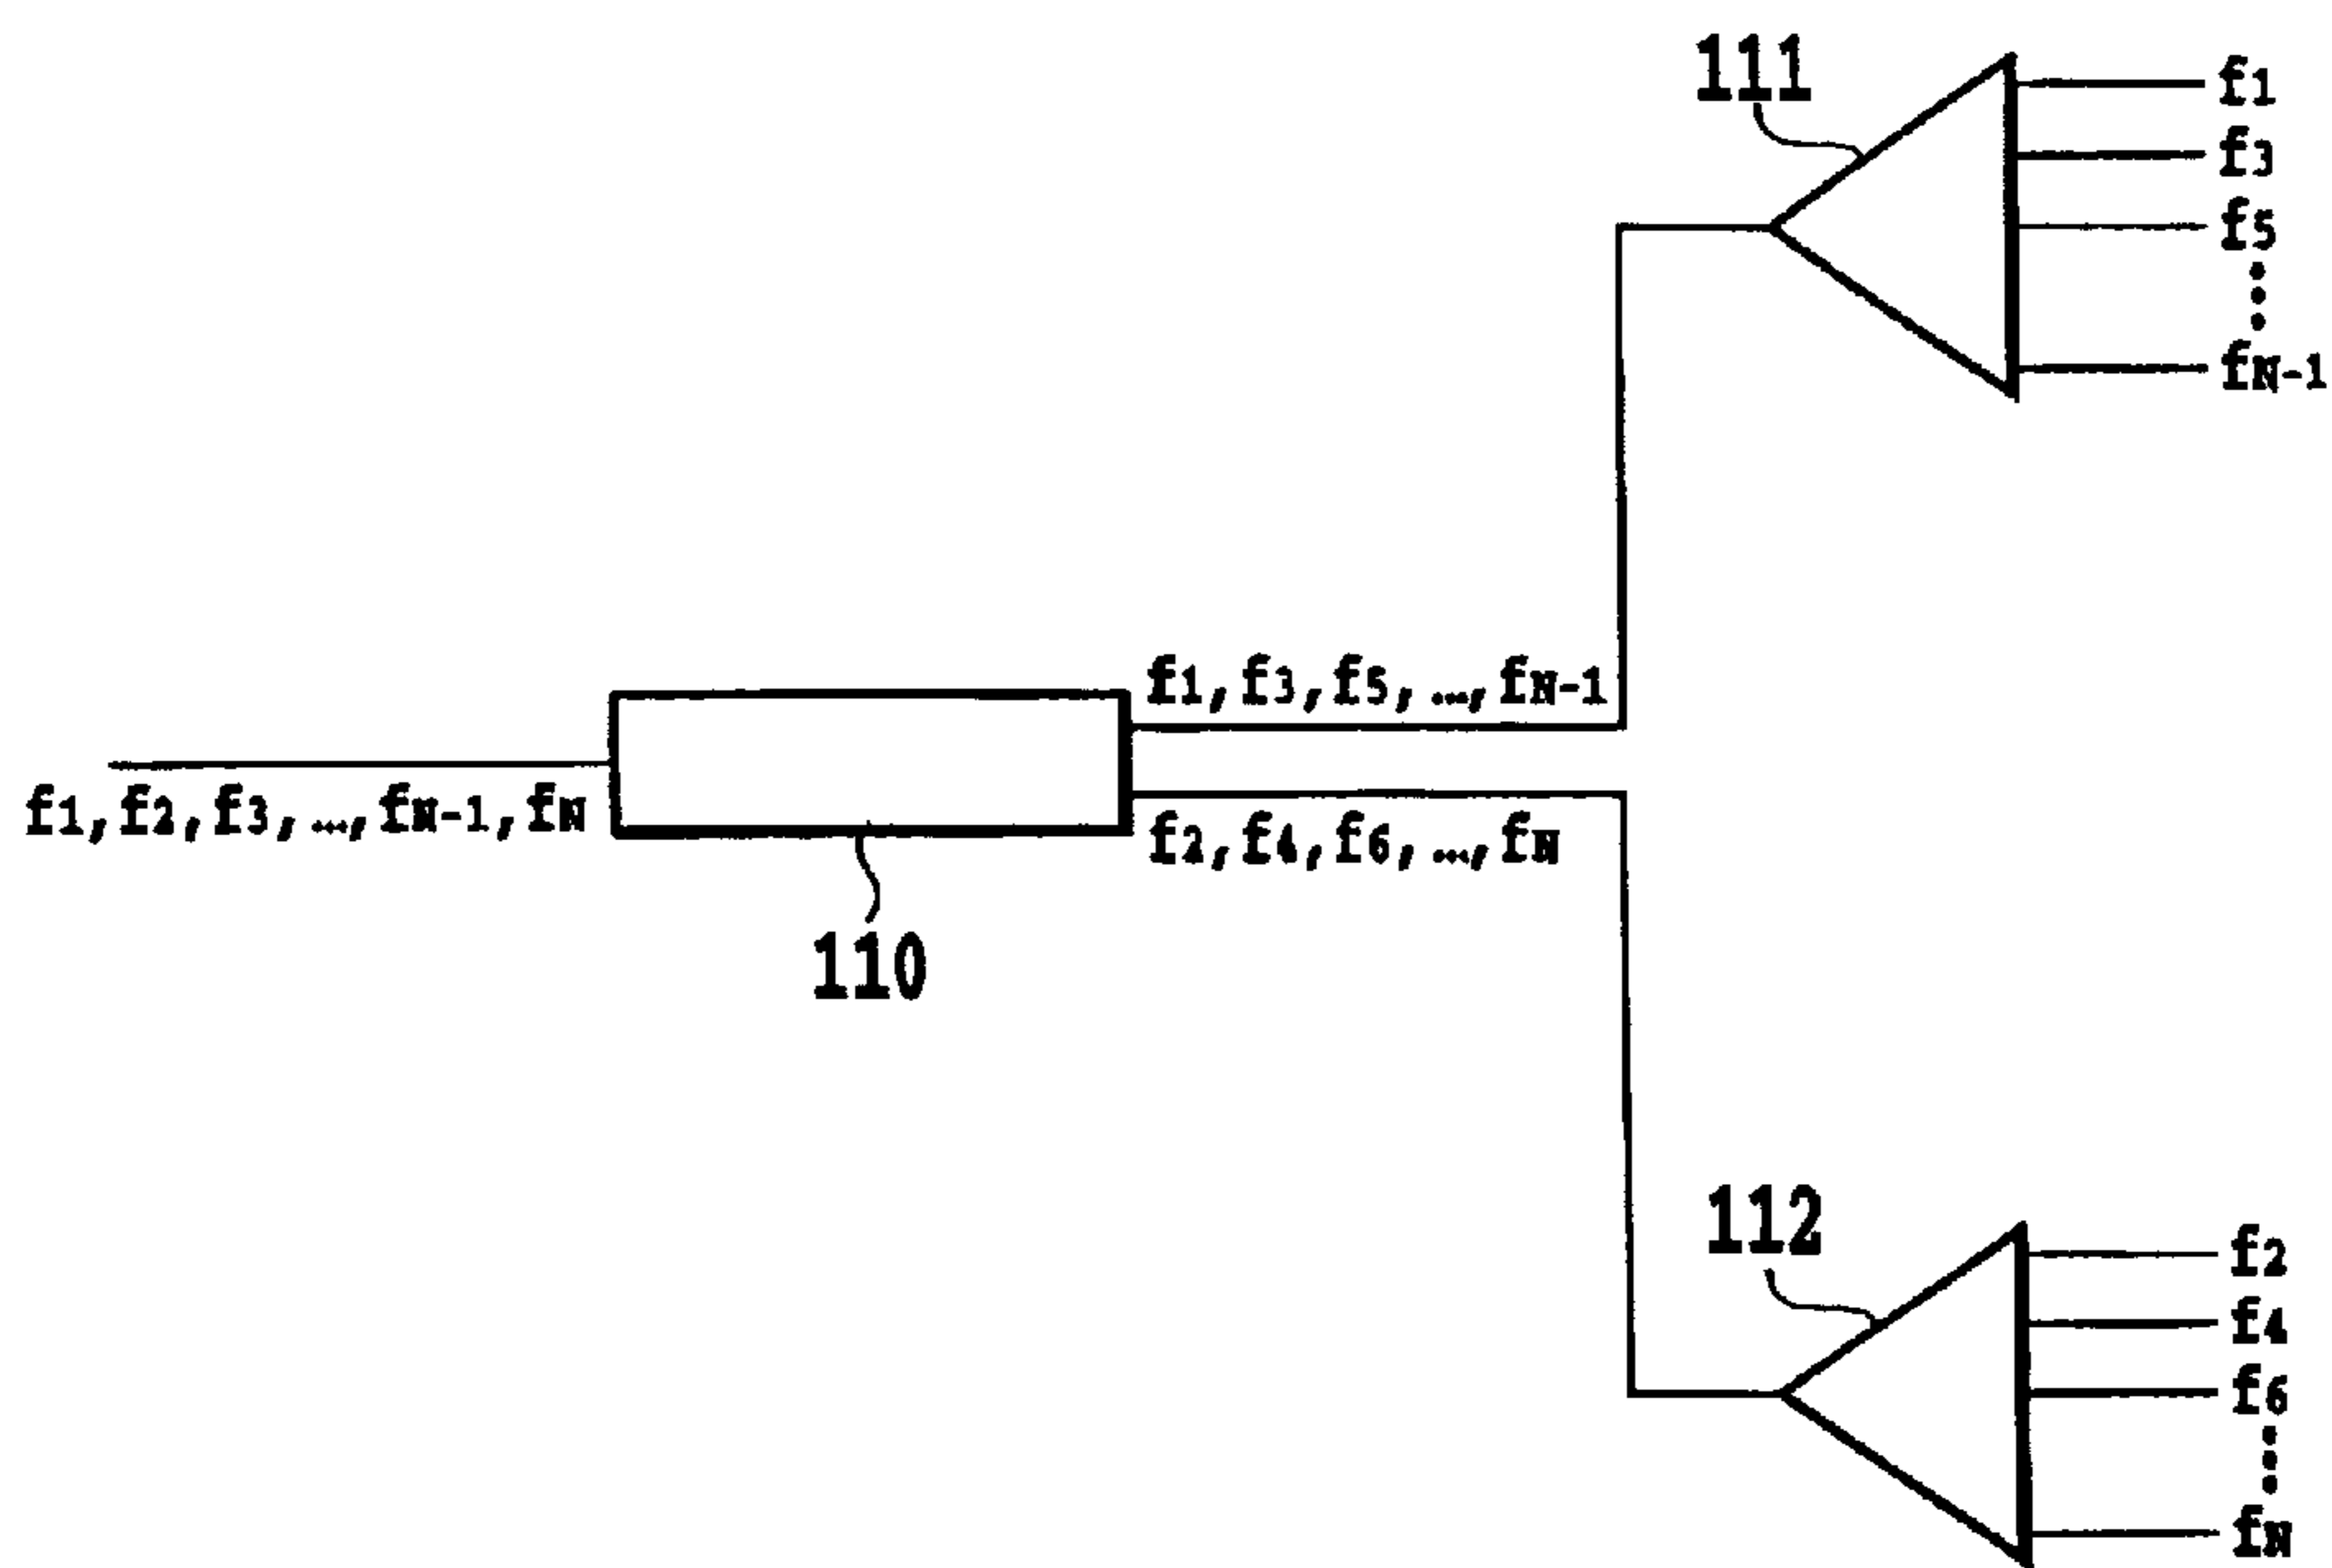 111
f1
f3
f5
fN-1
f1,f3,f5,…,fN-1
f1,f2,f3,…,fN-1,fN
f2,f4,f6,…,fN
110
112
f2
f4
f6
fN